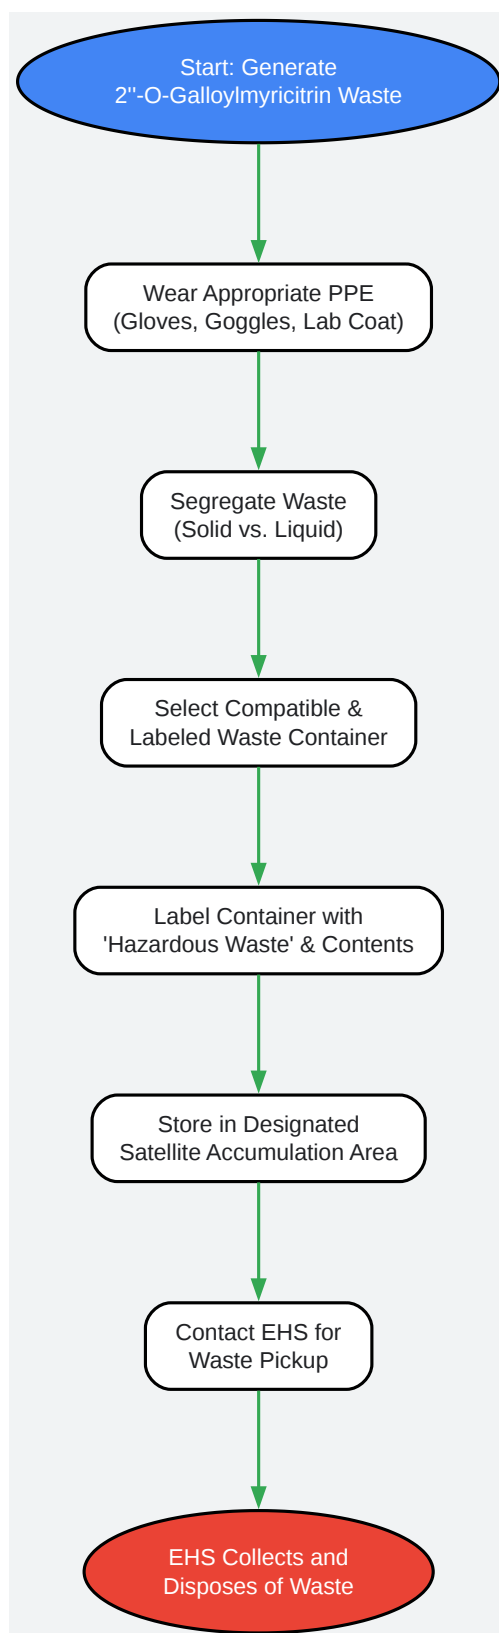 Start: Generate
2''-O-Galloylmyricitrin Waste
Wear Appropriate PPE
(Gloves, Goggles, Lab Coat)
Segregate Waste
(Solid vs. Liquid)
Select Compatible &
Labeled Waste Container
Label Container with
'Hazardous Waste' & Contents
Store in Designated
Satellite Accumulation Area
Contact EHS for
Waste Pickup
EHS Collects and
Disposes of Waste